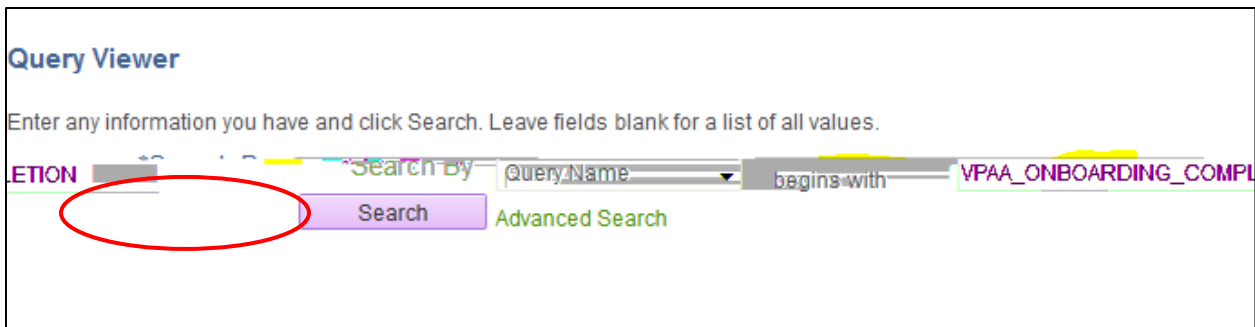 Query Viewer
Enter any information you have and click Search. Leave fields blank for a list of all values.
LETION Search By Query Name begins with VPAA_ONBOARDING_COMPL
Search Advanced Search